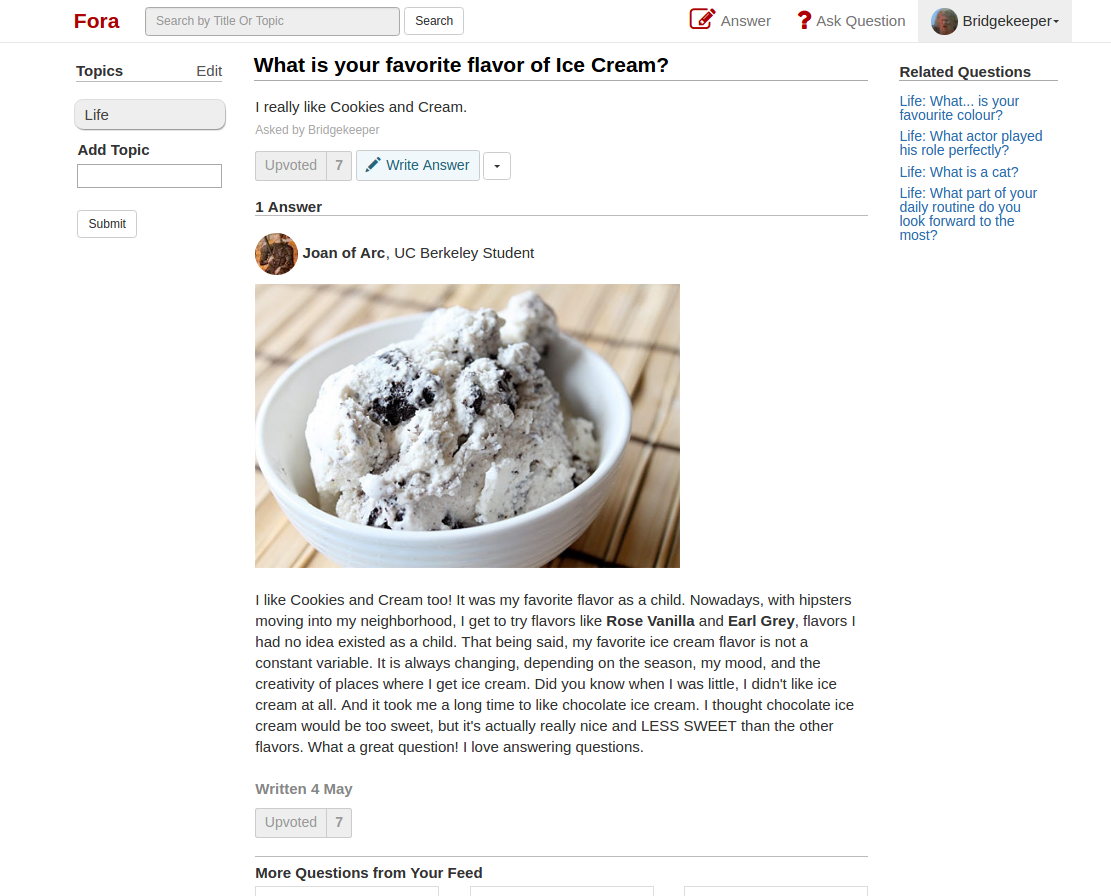 Fora
Search by Title Or Topic
Search
Answer
Ask Question
Bridgekeeper
Topics
Edit
Life
Add Topic
Submit
What is your favorite flavor of Ice Cream?
I really like Cookies and Cream.
Asked by Bridgekeeper
Upvoted 7
Write Answer
1 Answer
Joan of Arc, UC Berkeley Student
I like Cookies and Cream too! It was my favorite flavor as a child. Nowadays, with hipsters
moving into my neighborhood, I get to try flavors like Rose Vanilla and Earl Grey, flavors I
had no idea existed as a child. That being said, my favorite ice cream flavor is not a
constant variable. It is always changing, depending on the season, my mood, and the
creativity of places where I get ice cream. Did you know when I was little, I didn't like ice
cream at all. And it took me a long time to like chocolate ice cream. I thought chocolate ice
cream would be too sweet, but it's actually really nice and LESS SWEET than the other
flavors. What a great question! I love answering questions.
Written 4 May
Upvoted 7
More Questions from Your Feed
Related Questions
Life: What... is your
favourite colour?
Life: What actor played
his role perfectly?
Life: What is a cat?
Life: What part of your
daily routine do you
look forward to the
most?